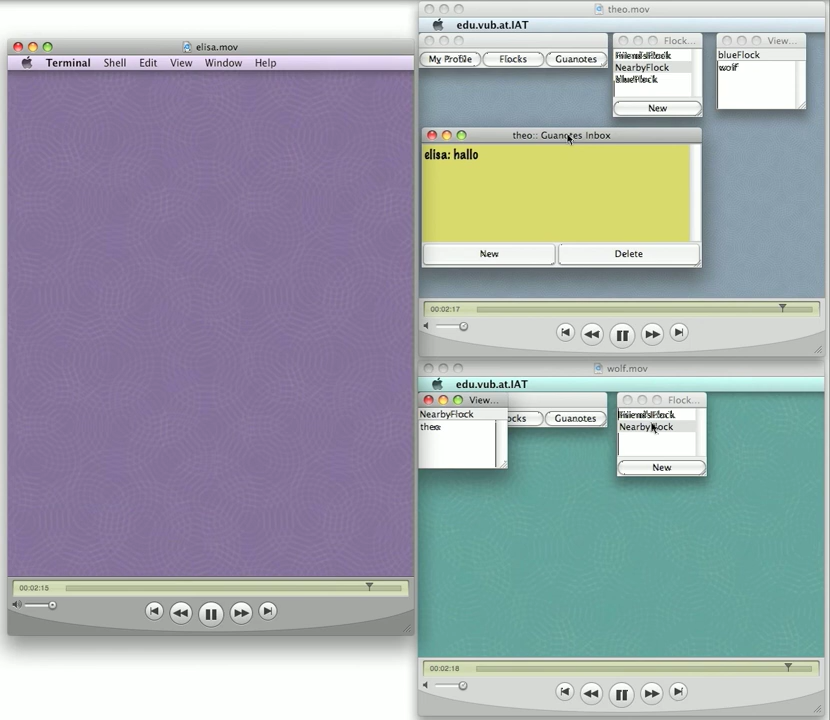 elisa.mov
Terminal Shell Edit View Window Help
00:02:15
theo.mov
edu.vub.at.IAT
My Profile Flocks Guanotes
Flock...
NearbyFlock
New
View...
blueFlock
wolf
theo:: Guanotes Inbox
elisa: hallo
New Delete
00:02:17
wolf.mov
edu.vub.at.IAT
View...
NearbyFlock
theo
ocks Guanotes
Flock...
NearbyFlock
New
00:02:18